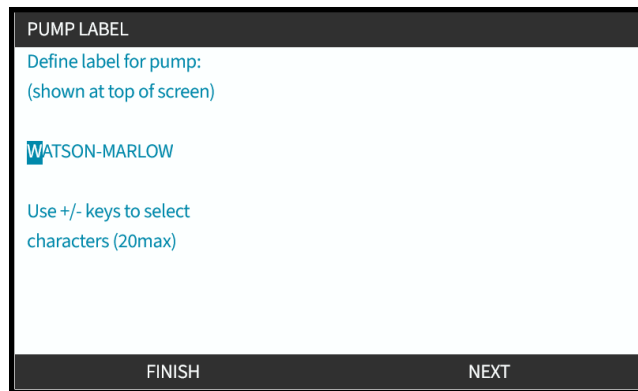 PUMP LABEL
Define label for pump:
(shown at top of screen)
WATSON-MARLOW
Use +/- keys to select
characters (20max)
FINISH NEXT